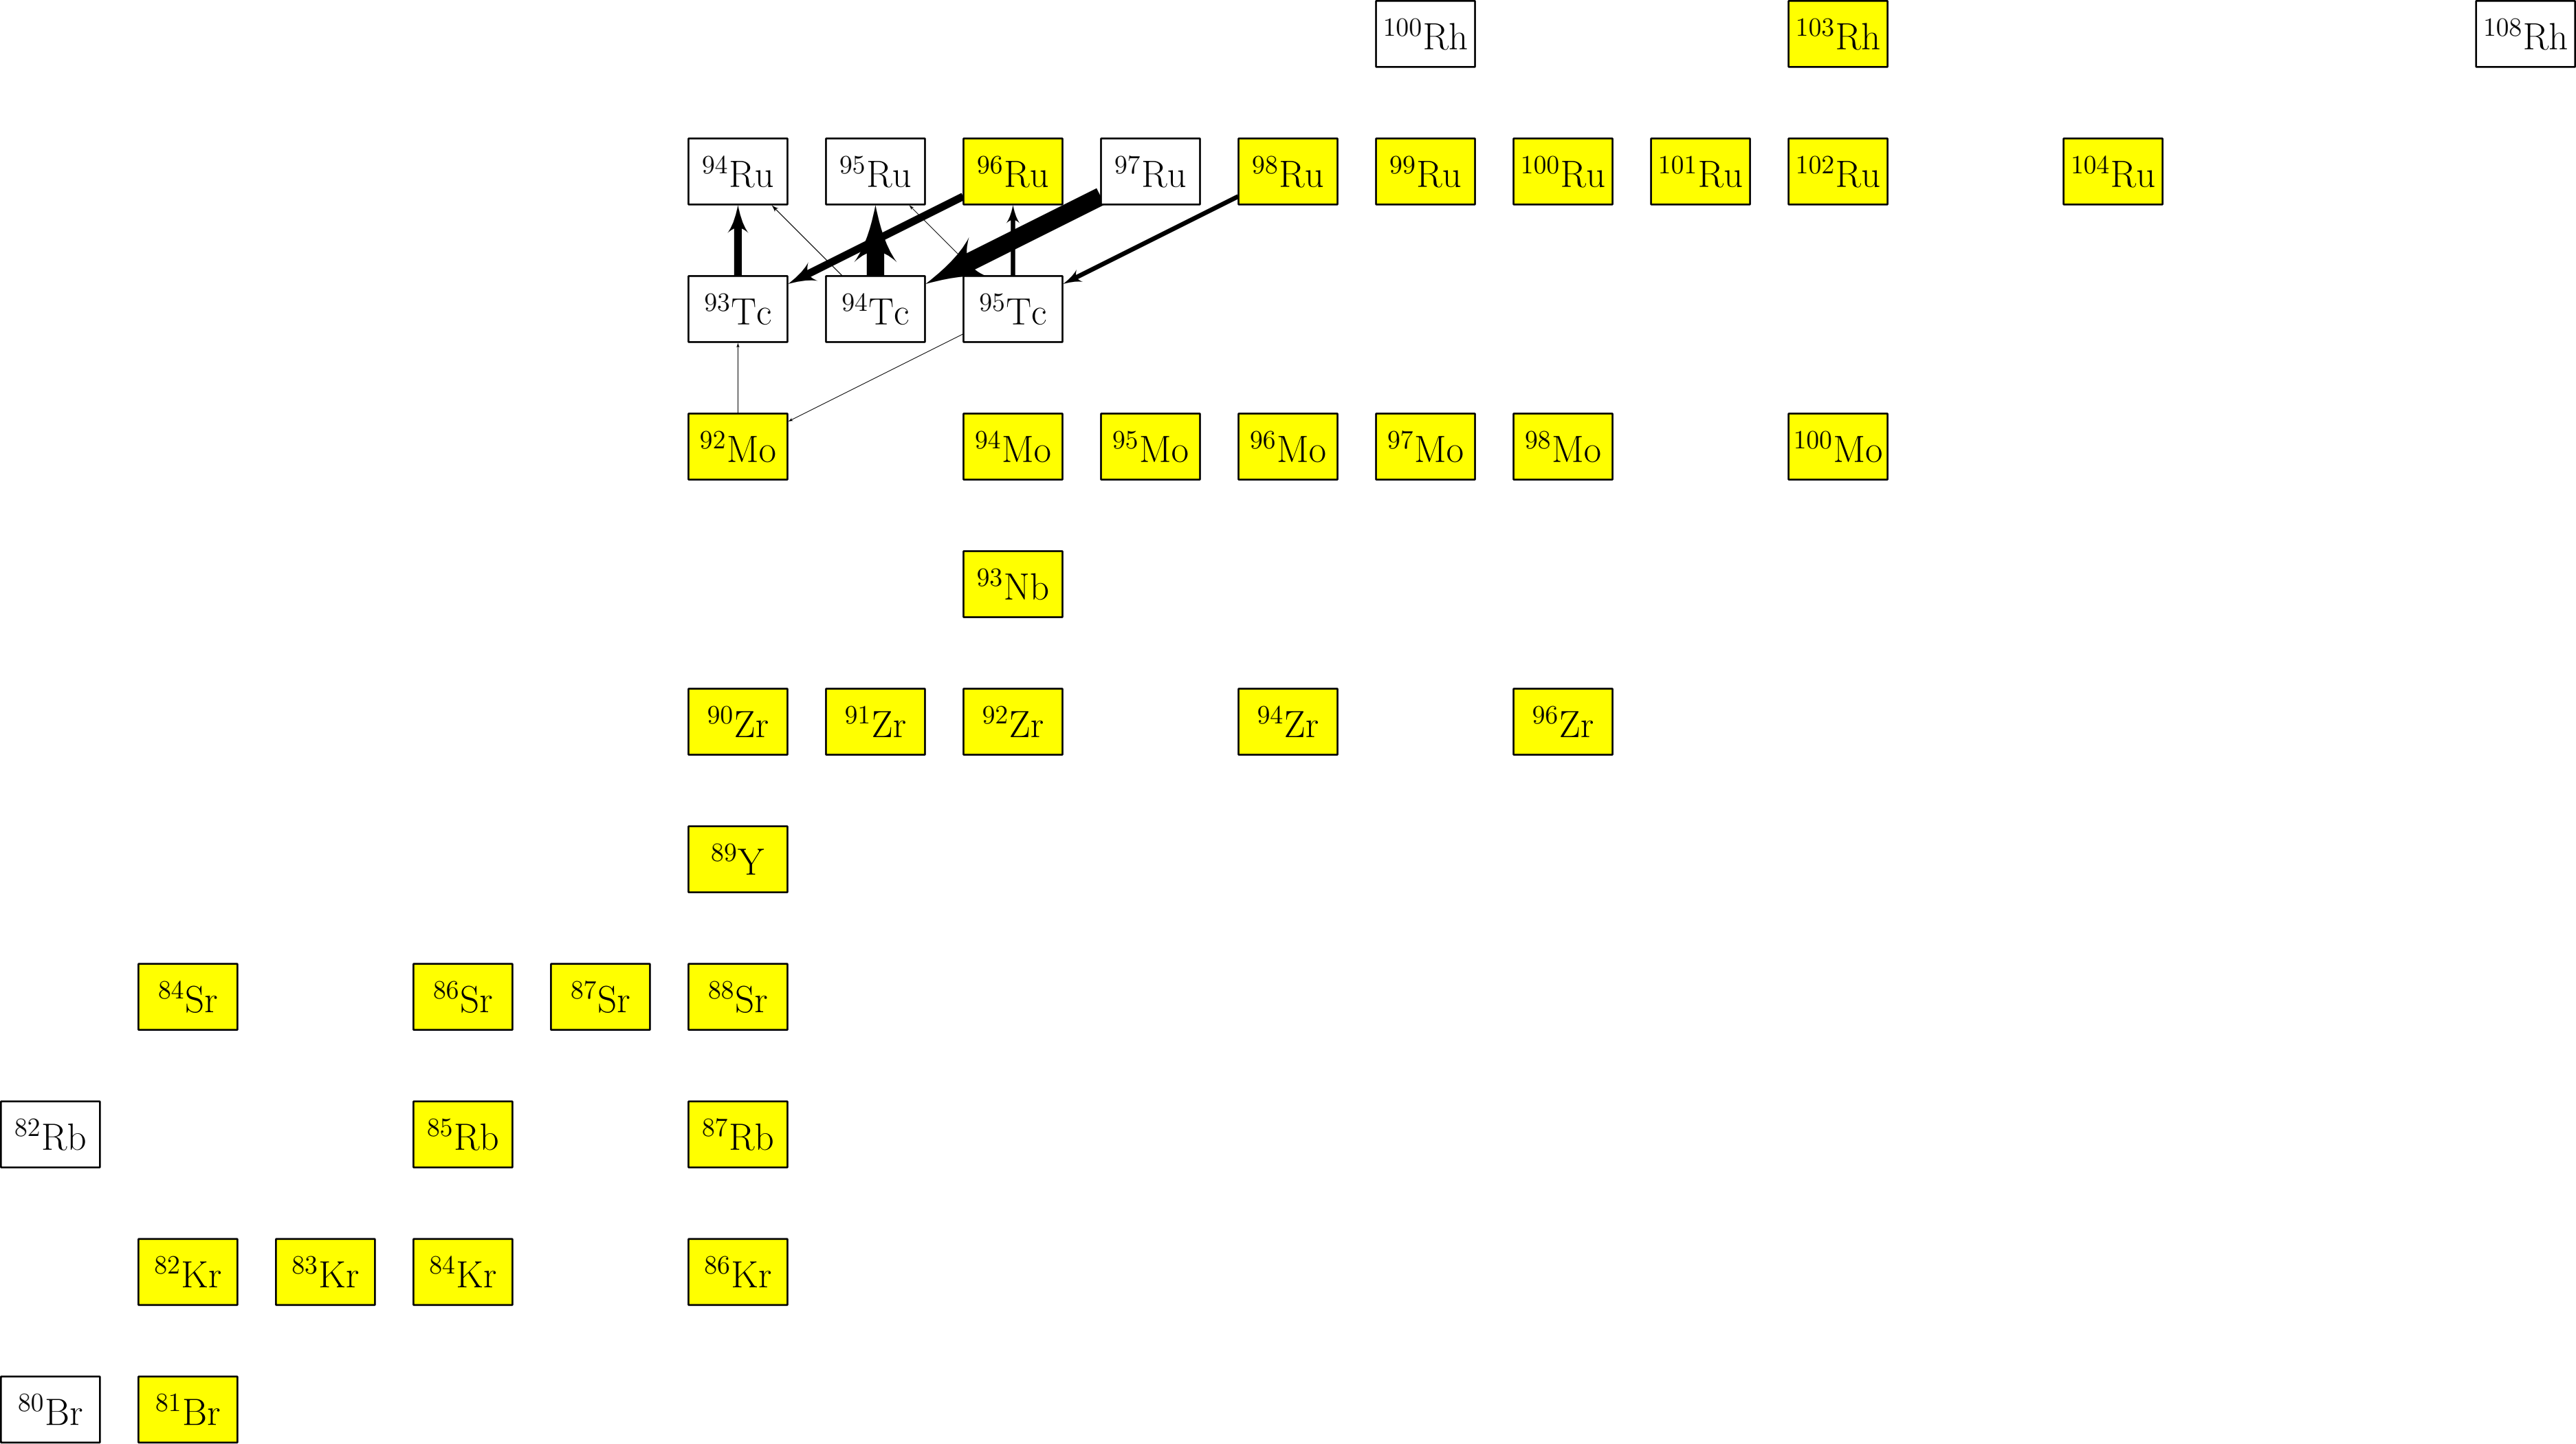 ¹⁰⁰Rh ¹⁰³Rh ¹⁰⁸Rh
⁹⁴Ru ⁹⁵Ru ⁹⁶Ru ⁹⁷Ru ⁹⁸Ru ⁹⁹Ru ¹⁰⁰Ru ¹⁰¹Ru ¹⁰²Ru ¹⁰⁴Ru
⁹³Tc ⁹⁴Tc ⁹⁵Tc
⁹²Mo ⁹⁴Mo ⁹⁵Mo ⁹⁶Mo ⁹⁷Mo ⁹⁸Mo ¹⁰⁰Mo
⁹³Nb
⁹⁰Zr ⁹¹Zr ⁹²Zr ⁹⁴Zr ⁹⁶Zr
⁸⁹Y
⁸⁴Sr ⁸⁶Sr ⁸⁷Sr ⁸⁸Sr
⁸²Rb ⁸⁵Rb ⁸⁷Rb
⁸²Kr ⁸³Kr ⁸⁴Kr ⁸⁶Kr
⁸⁰Br ⁸¹Br